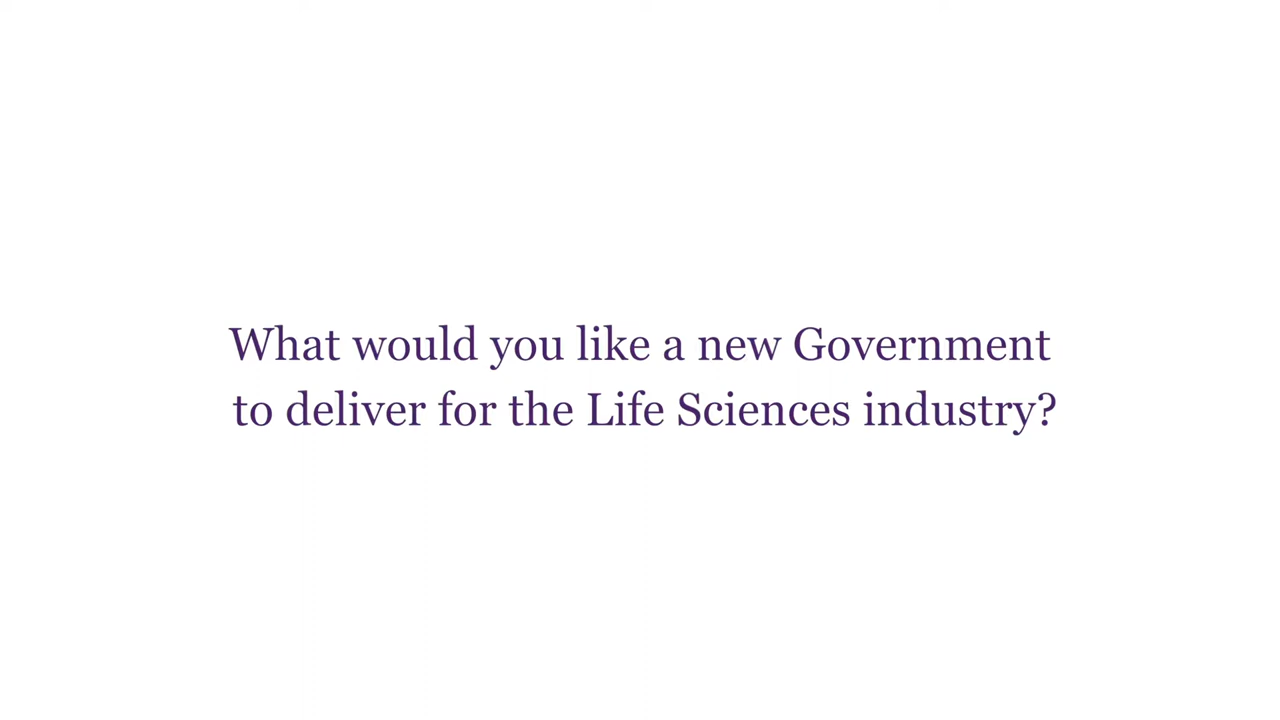 What would you like a new Government
to deliver for the Life Sciences industry?